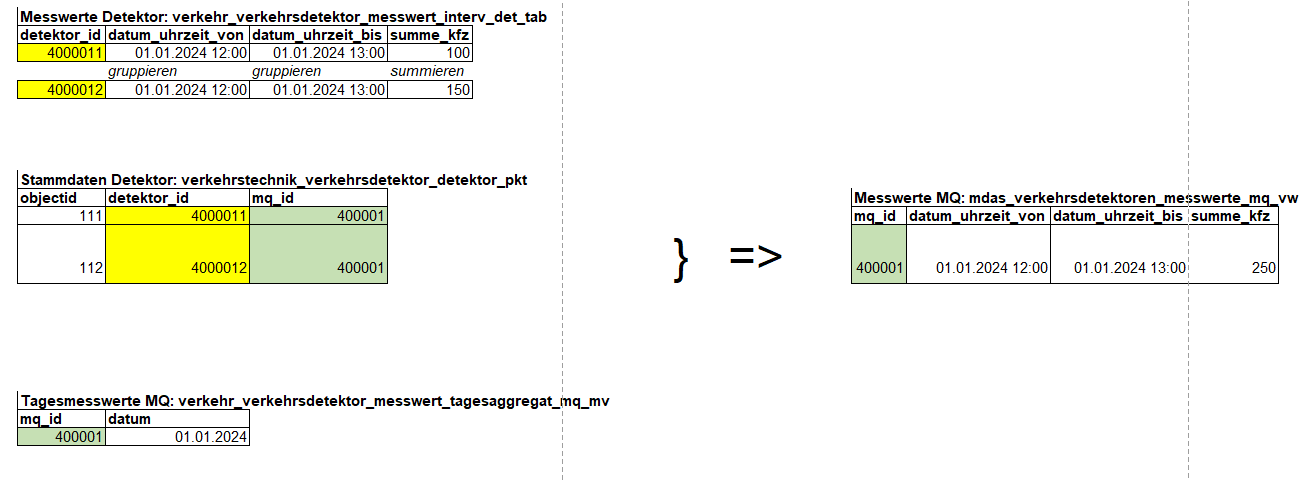 Messwerte Detektor: verkehr_verkehrsdetektor_messwert_interv_det_tab
detektor_id datum_uhrzeit_von datum_uhrzeit_bis summe_kfz
4000011 01.01.2024 12:00 01.01.2024 13:00 100
gruppieren gruppieren summieren
4000012 01.01.2024 12:00 01.01.2024 13:00 150
Stammdaten Detektor: verkehrstechnik_verkehrsdetektor_detektor_pkt
objectid detektor_id mq_id
111 4000011 400001
112 4000012 400001
} =>
Messwerte MQ: mdas_verkehrsdetektoren_messwerte_mq_vw
mq_id datum_uhrzeit_von datum_uhrzeit_bis summe_kfz
400001 01.01.2024 12:00 01.01.2024 13:00 250
Tagesmesswerte MQ: verkehr_verkehrsdetektor_messwert_tagesaggregat_mq_mv
mq_id datum
400001 01.01.2024